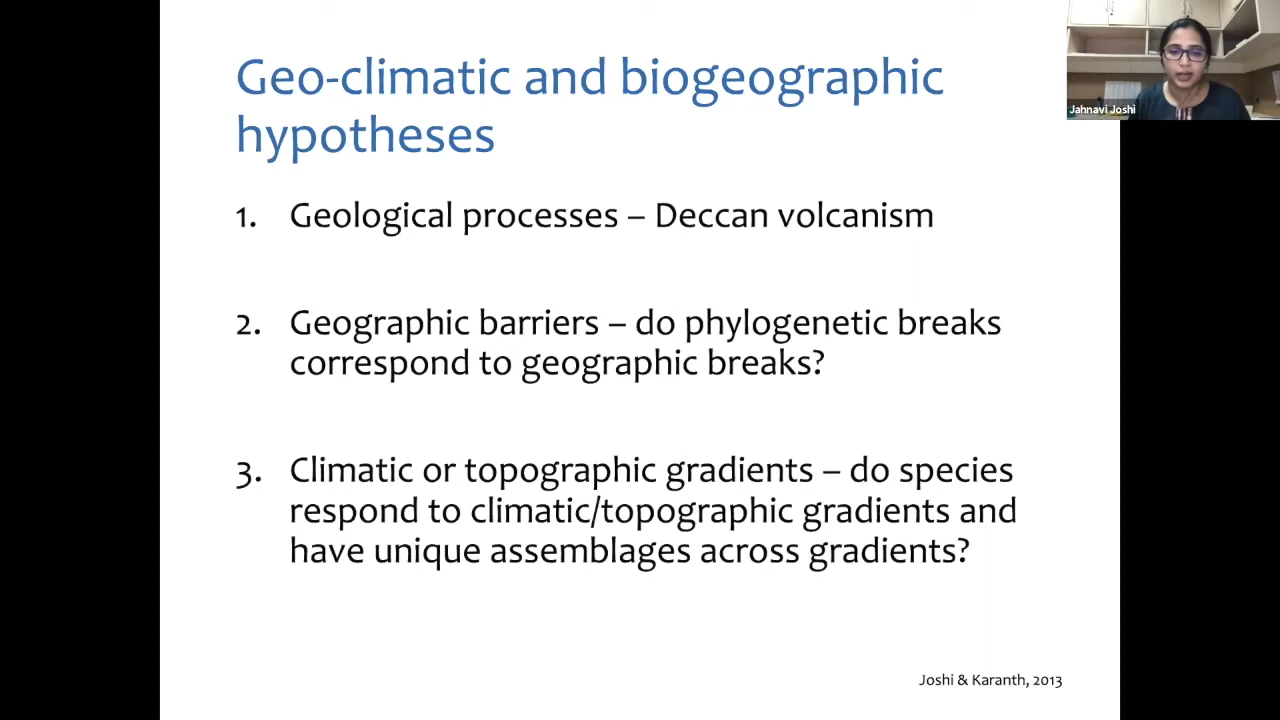 Geo-climatic and biogeographic
hypotheses
Jahnavi Joshi
1. Geological processes – Deccan volcanism
2. Geographic barriers – do phylogenetic breaks
correspond to geographic breaks?
3. Climatic or topographic gradients – do species
respond to climatic/topographic gradients and
have unique assemblages across gradients?
Joshi & Karanth, 2013